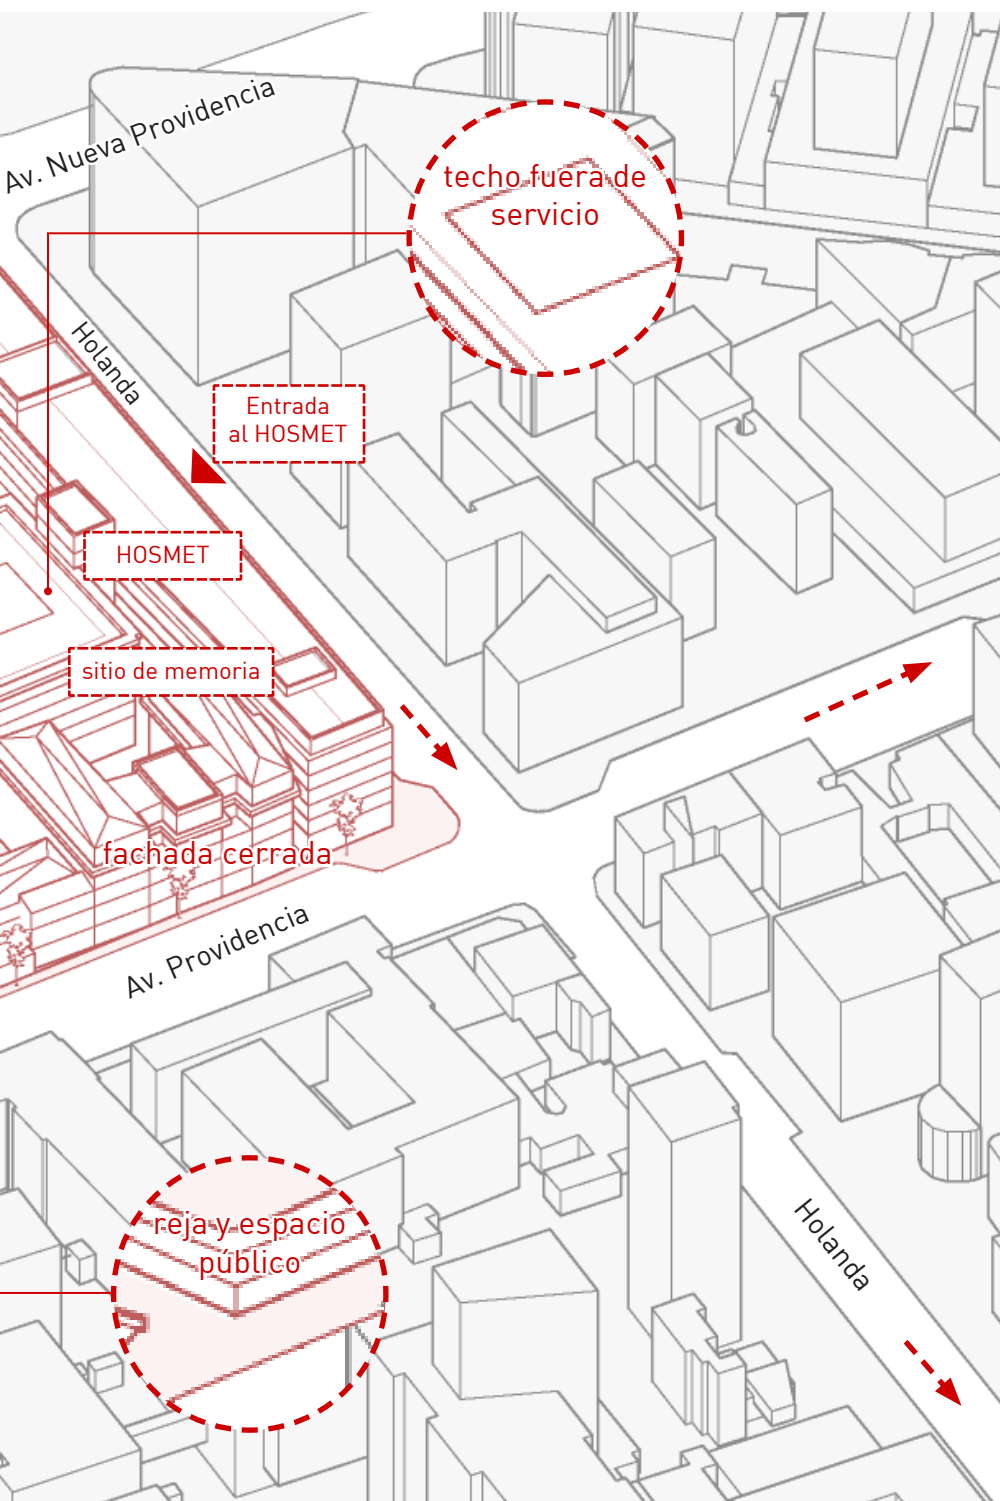 Av. Nueva Providencia
techo fuera de
servicio
Holanda
Entrada
al HOSMET
HOSMET
sitio de memoria
fachada cerrada
Av. Providencia
reja y espacio
público
Holanda